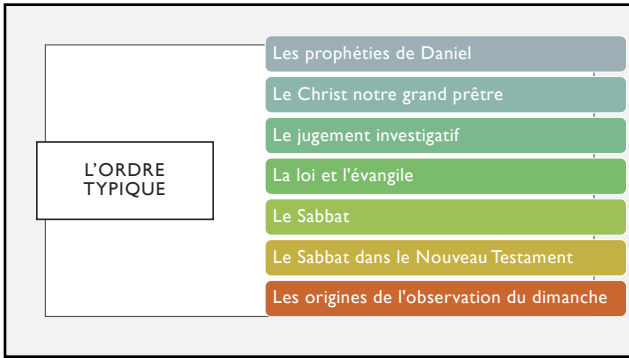 L'ORDRE
TYPIQUE
Les prophéties de Daniel
Le Christ notre grand prêtre
Le jugement investigatif
La loi et l'évangile
Le Sabbat
Le Sabbat dans le Nouveau Testament
Les origines de l'observation du dimanche